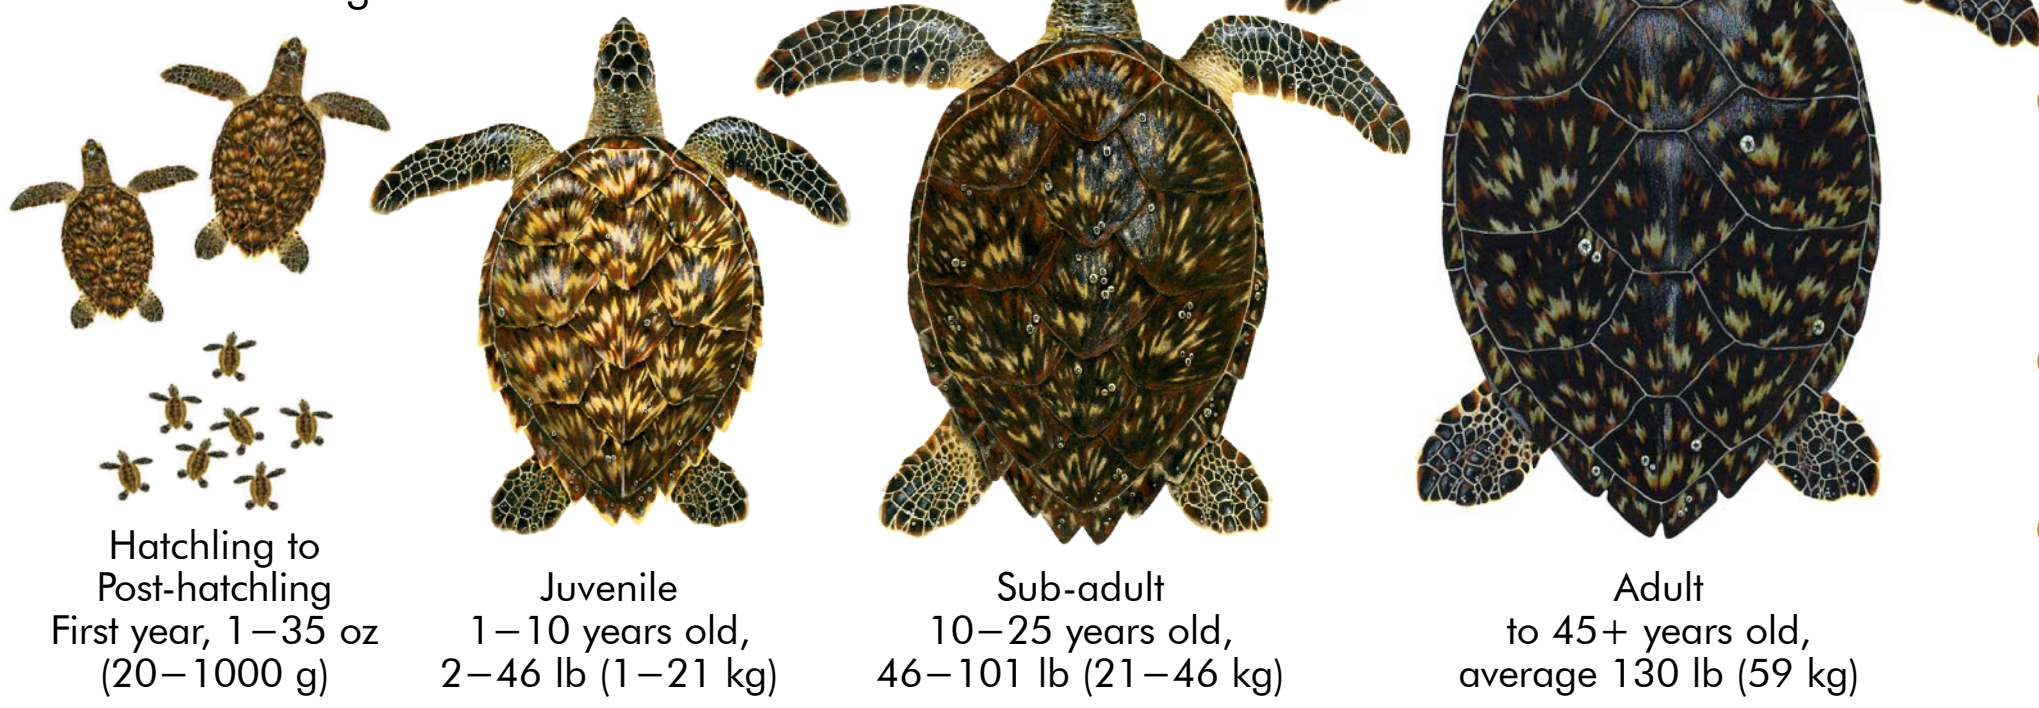 Hatchling to
Post-hatchling
First year, 1–35 oz
(20–1000 g)
Juvenile
1–10 years old,
2–46 lb (1–21 kg)
Sub-adult
10–25 years old,
46–101 lb (21–46 kg)
Adult
to 45+ years old,
average 130 lb (59 kg)